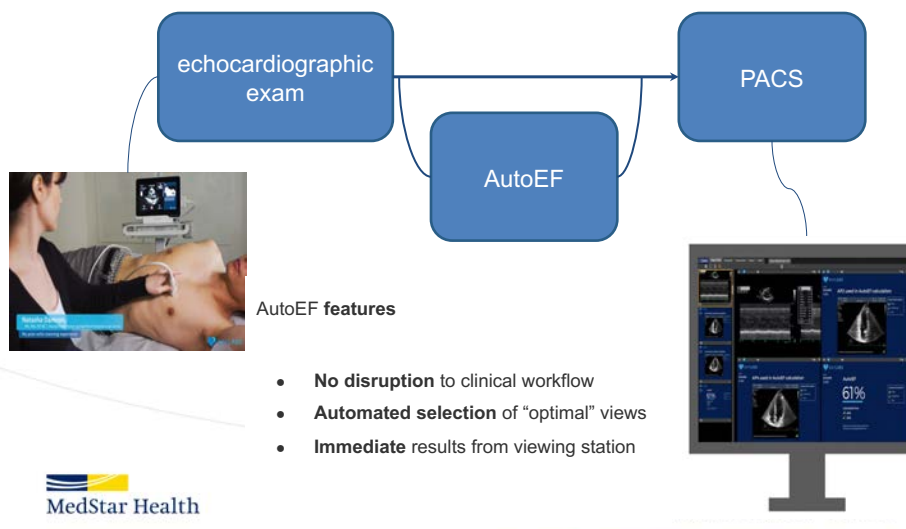 echocardiographic
exam
PACS
AutoEF
Natasha
AutoEF features
• No disruption to clinical workflow
• Automated selection of “optimal” views
• Immediate results from viewing station
AutoEF
61%
MedStar Health